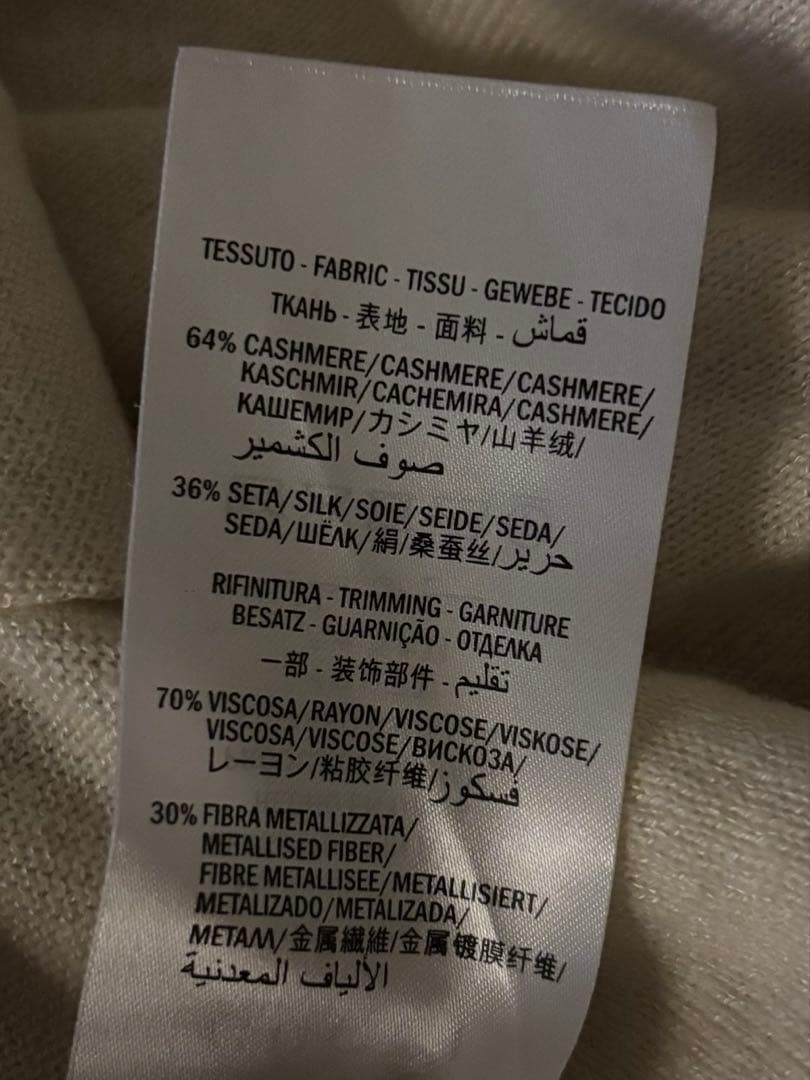 TESSUTO - FABRIC - TISSU - GEWEBE - TECIDO
ТКАНЬ - 表地 - 面料 - قماش
64% CASHMERE/CASHMERE/CASHMERE/
KASCHMIR/CACHEMIRA/CASHMERE/
КАШЕМИР/カシミヤ/山羊绒/
صوف الكشمير
36% SETA/SILK/SOIE/SEIDE/SEDA/
SEDA/ШЁЛК/絹/桑蚕丝/حرير
RIFINITURA - TRIMMING - GARNITURE
BESATZ - GUARNIÇÃO - ОТДЕЛКА
一部 - 装饰部件 - تقليم
70% VISCOSA/RAYON/VISCOSE/VISKOSE/
VISCOSA/VISCOSE/ВИСКОЗА/
レーヨン/粘胶纤维/فسكوز
30% FIBRA METALLIZZATA/
METALLISED FIBER/
FIBRE METALLISEE/METALLISIERT/
METALIZADO/METALIZADA/
МЕТАЛЛ/金属繊維/金属镀膜纤维/
الألياف المعدنية